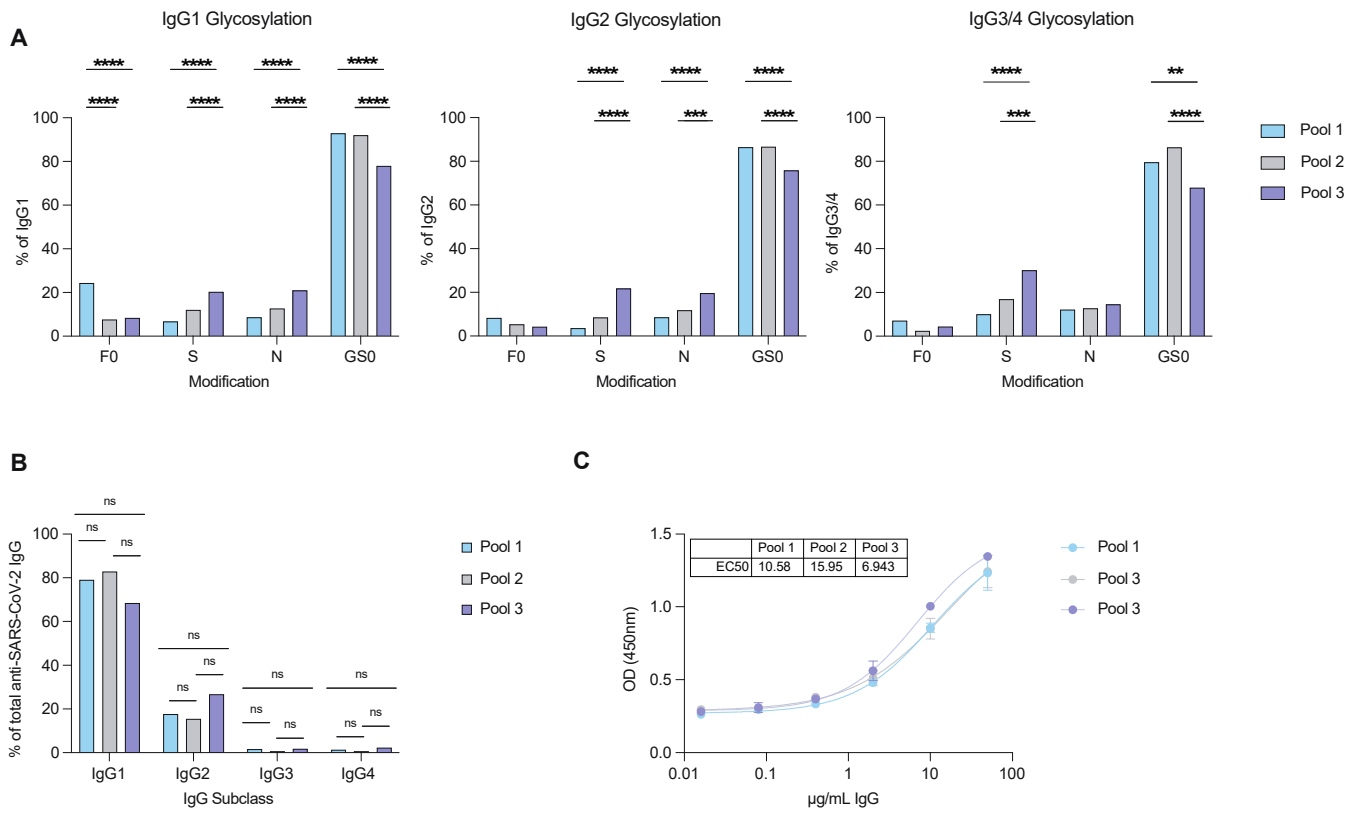 IgG1 Glycosylation
IgG2 Glycosylation
IgG3/4 Glycosylation
A
**** **** **** ****
**** **** **** ****
100
80
60
40
20
0
% of IgG1
F0 S N GS0
Modification
**** **** ****
**** *** ****
100
80
60
40
20
0
% of IgG2
F0 S N GS0
Modification
**** **
*** ****
100
80
60
40
20
0
% of IgG3/4
F0 S N GS0
Modification
Pool 1
Pool 2
Pool 3
B
ns
ns ns
ns
ns ns
ns
ns ns
ns
ns ns
100
80
60
40
20
0
% of total anti-SARS-CoV-2 IgG
IgG1 IgG2 IgG3 IgG4
IgG Subclass
Pool 1
Pool 2
Pool 3
C
Pool 1 Pool 2 Pool 3
EC50 10.58 15.95 6.943
1.5
1.0
0.5
0.0
OD (450nm)
0.01 0.1 1 10 100
µg/mL IgG
Pool 1
Pool 3
Pool 3